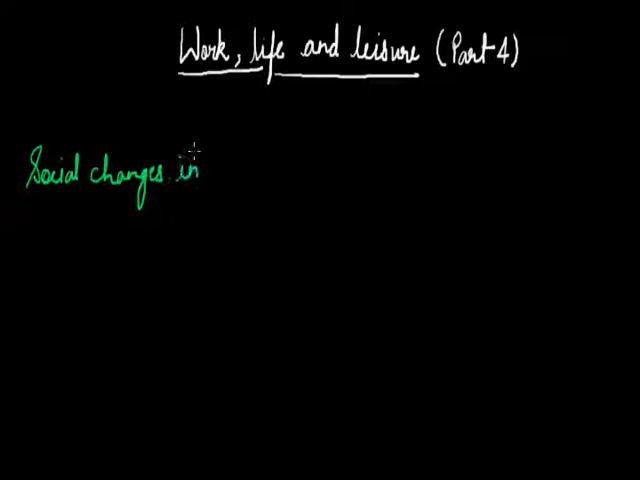 Work, life and leisure (Part 4)
Social changes in